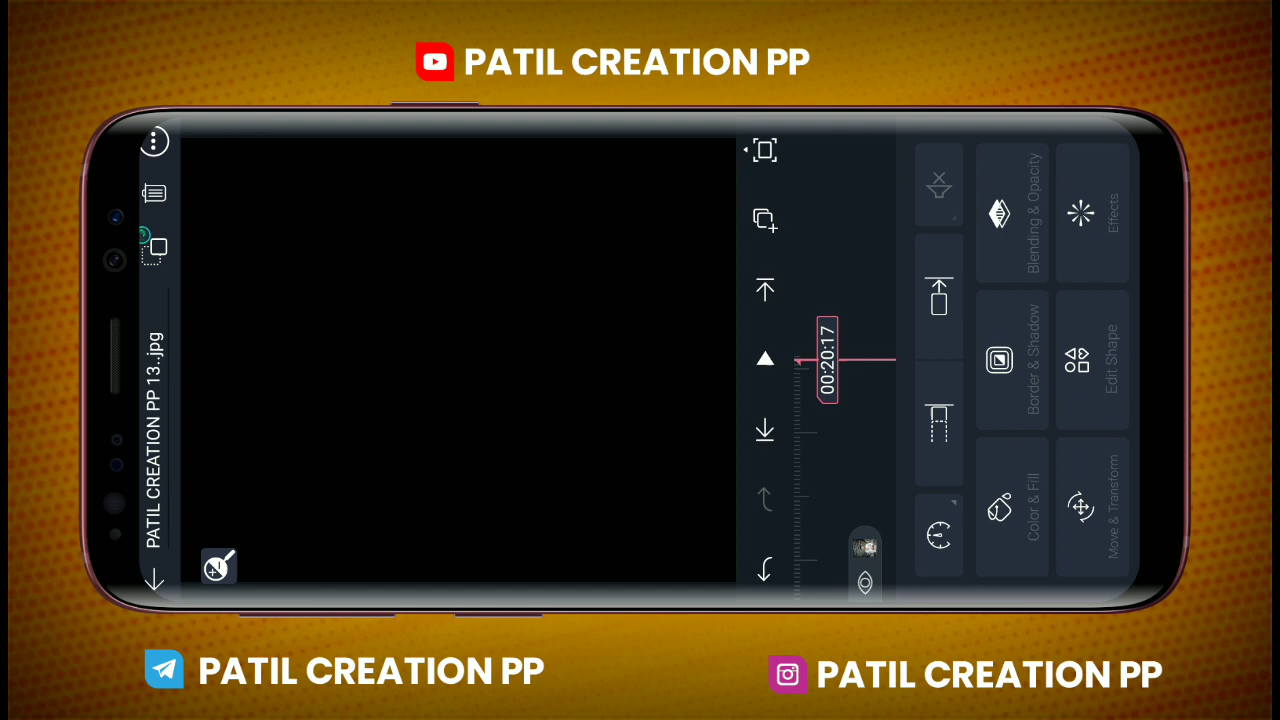 PATIL CREATION PP
PATIL CREATION PP 13.jpg
00:20:17
Blending & Opacity
Effects
Border & Shadow
Edit Shape
Color & Fill
Move & Transform
PATIL CREATION PP
PATIL CREATION PP